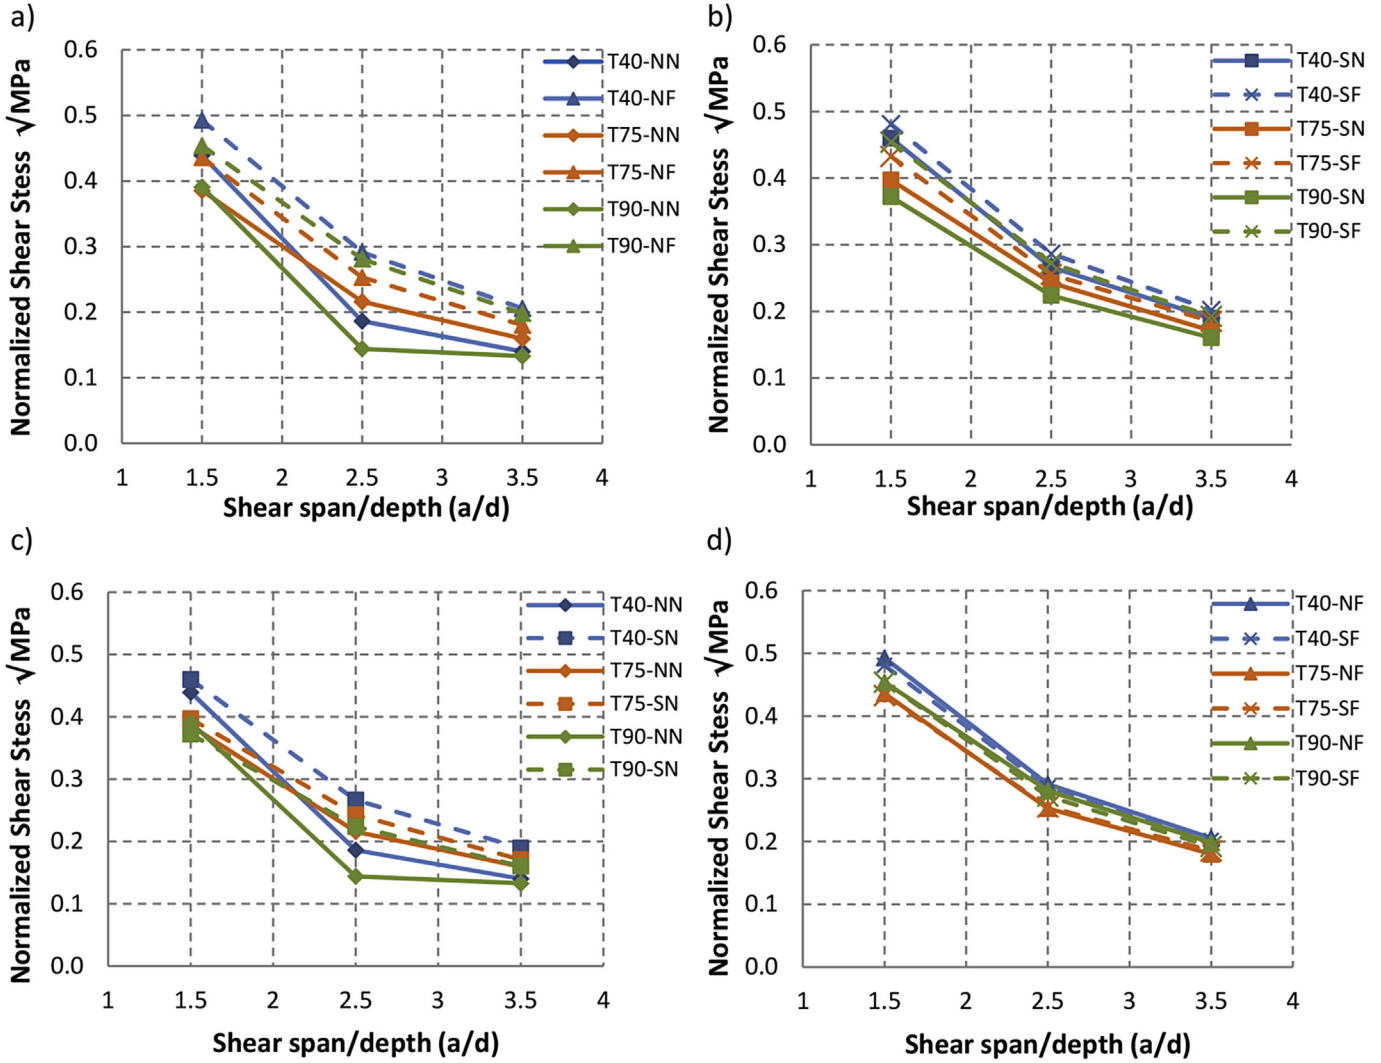 a)
Normalized Shear Stess √MPa
0.6
0.5
0.4
0.3
0.2
0.1
0.0
1 1.5 2 2.5 3 3.5 4
Shear span/depth (a/d)
T40-NN
T40-NF
T75-NN
T75-NF
T90-NN
T90-NF
b)
Normalized Shear Stess √MPa
0.6
0.5
0.4
0.3
0.2
0.1
0.0
1 1.5 2 2.5 3 3.5 4
Shear span/depth (a/d)
T40-SN
T40-SF
T75-SN
T75-SF
T90-SN
T90-SF
c)
Normalized Shear Stess √MPa
0.6
0.5
0.4
0.3
0.2
0.1
0.0
1 1.5 2 2.5 3 3.5 4
Shear span/depth (a/d)
T40-NN
T40-SN
T75-NN
T75-SN
T90-NN
T90-SN
d)
Normalized Shear Stess √MPa
0.6
0.5
0.4
0.3
0.2
0.1
0.0
1 1.5 2 2.5 3 3.5 4
Shear span/depth (a/d)
T40-NF
T40-SF
T75-NF
T75-SF
T90-NF
T90-SF